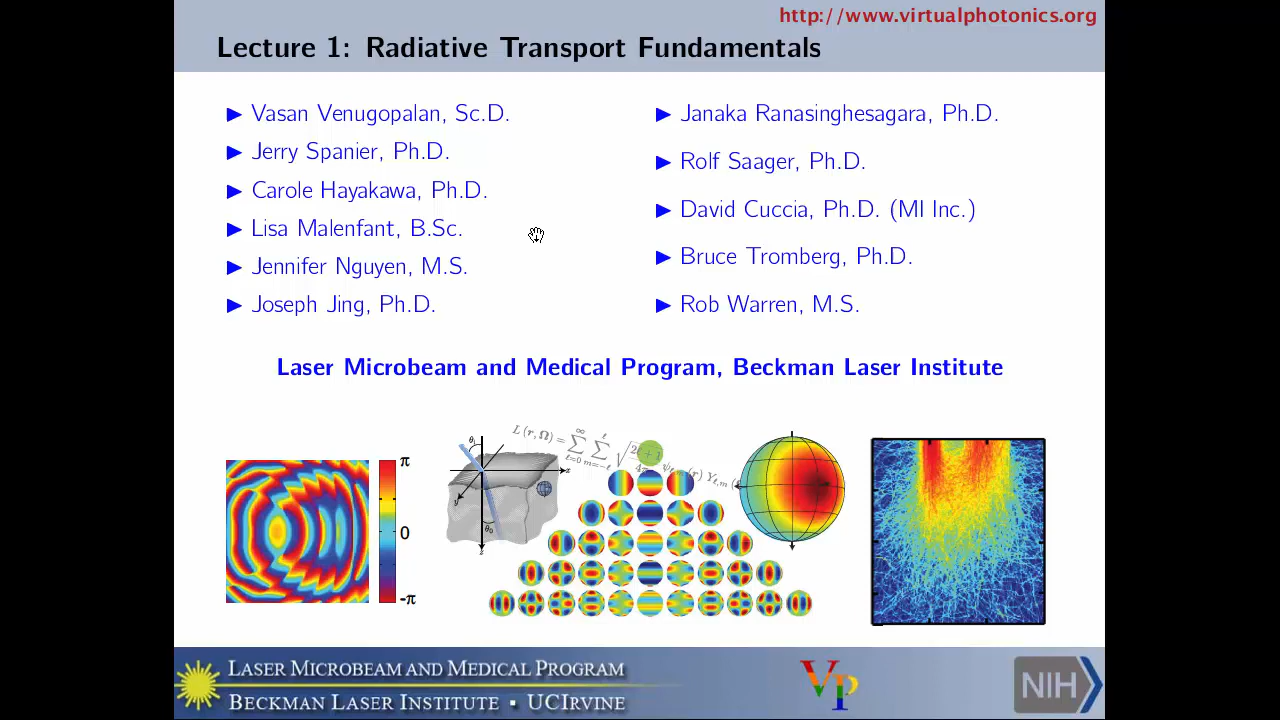 http://www.virtualphotonics.org
Lecture 1: Radiative Transport Fundamentals
Vasan Venugopalan, Sc.D.
Jerry Spanier, Ph.D.
Carole Hayakawa, Ph.D.
Lisa Malenfant, B.Sc.
Jennifer Nguyen, M.S.
Joseph Jing, Ph.D.
Janaka Ranasinghesagara, Ph.D.
Rolf Saager, Ph.D.
David Cuccia, Ph.D. (MI Inc.)
Bruce Tromberg, Ph.D.
Rob Warren, M.S.
Laser Microbeam and Medical Program, Beckman Laser Institute
π
0
-π
L (r, Ω) =
∞
∑
ℓ=0
ℓ
∑
m=-ℓ
x
y
z
LASER MICROBEAM AND MEDICAL PROGRAM
BECKMAN LASER INSTITUTE ▪ UCIRVINE
VP
NIH